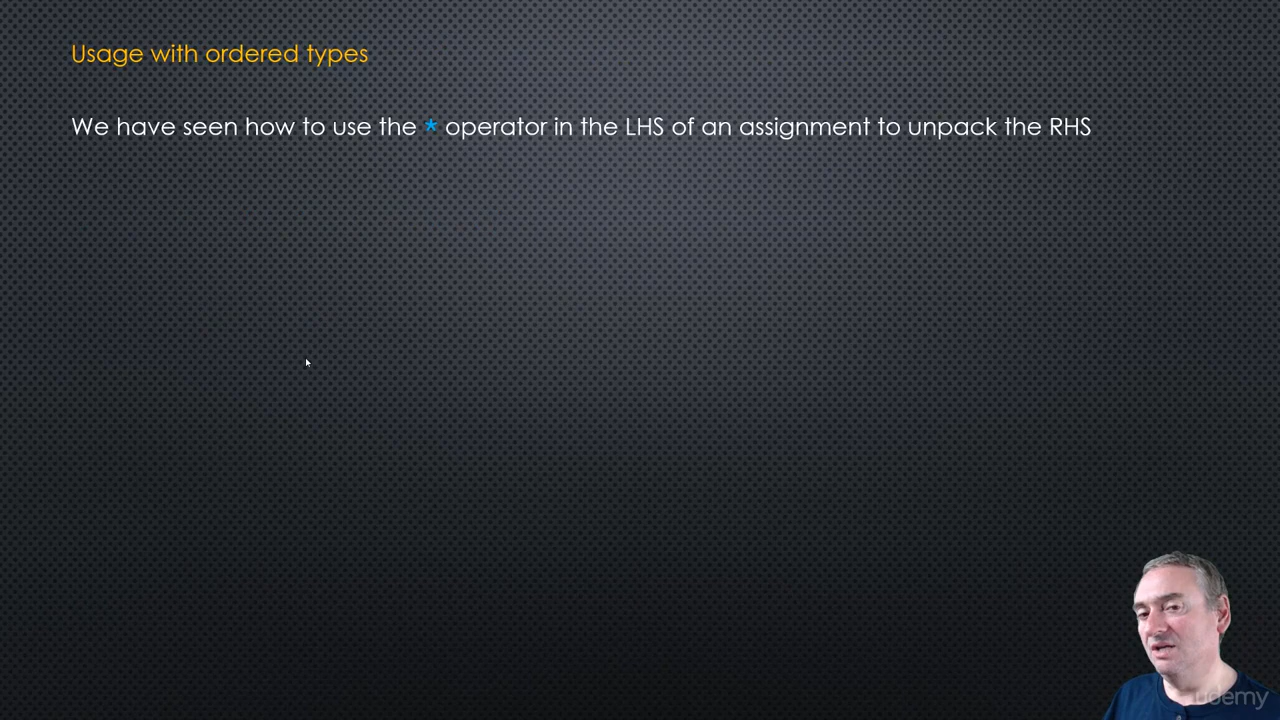 Usage with ordered types
We have seen how to use the * operator in the LHS of an assignment to unpack the RHS
udemy